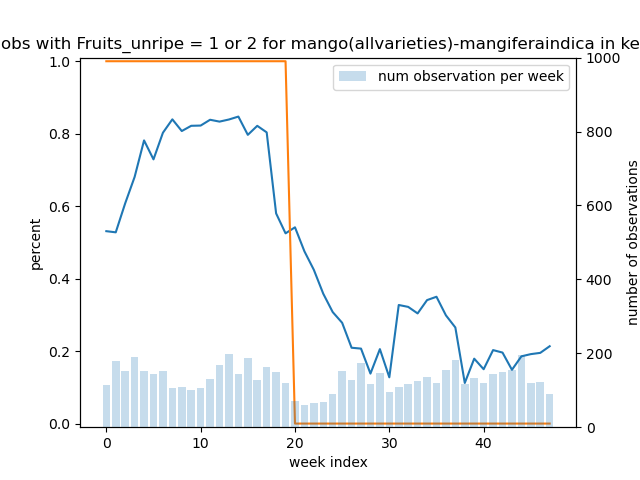 obs with Fruits_unripe = 1 or 2 for mango(allvarieties)-mangiferaindica in ke
num observation per week
percent
number of observations
1.0
0.8
0.6
0.4
0.2
0.0
1000
800
600
400
200
0
0 10 20 30 40
week index